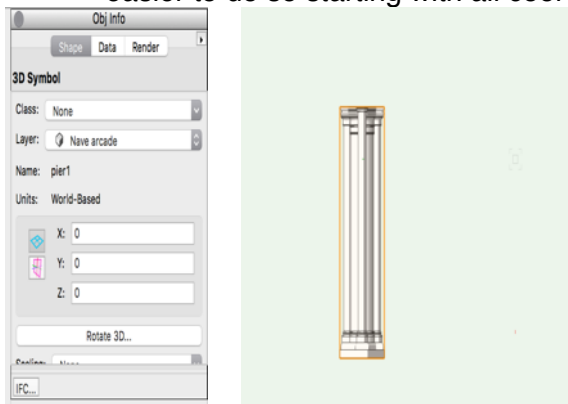 Obj Info
Shape Data Render
3D Symbol
Class: None
Layer: Nave arcade
Name: pier1
Units: World-Based
X: 0
Y: 0
Z: 0
Rotate 3D...
IFC...